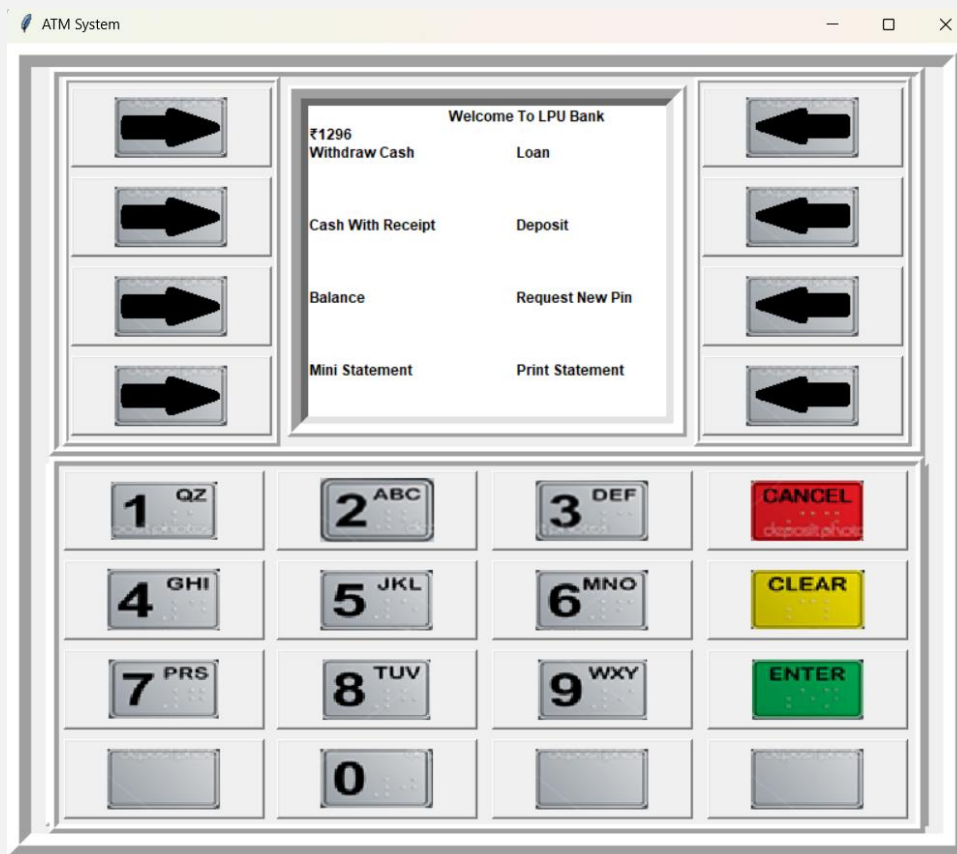 ATM System
Welcome To LPU Bank
₹1296
Withdraw Cash Loan
Cash With Receipt Deposit
Balance Request New Pin
Mini Statement Print Statement
1 QZ 2 ABC 3 DEF CANCEL
depositphotos
4 GHI 5 JKL 6 MNO CLEAR
7 PRS 8 TUV 9 WXY ENTER
0